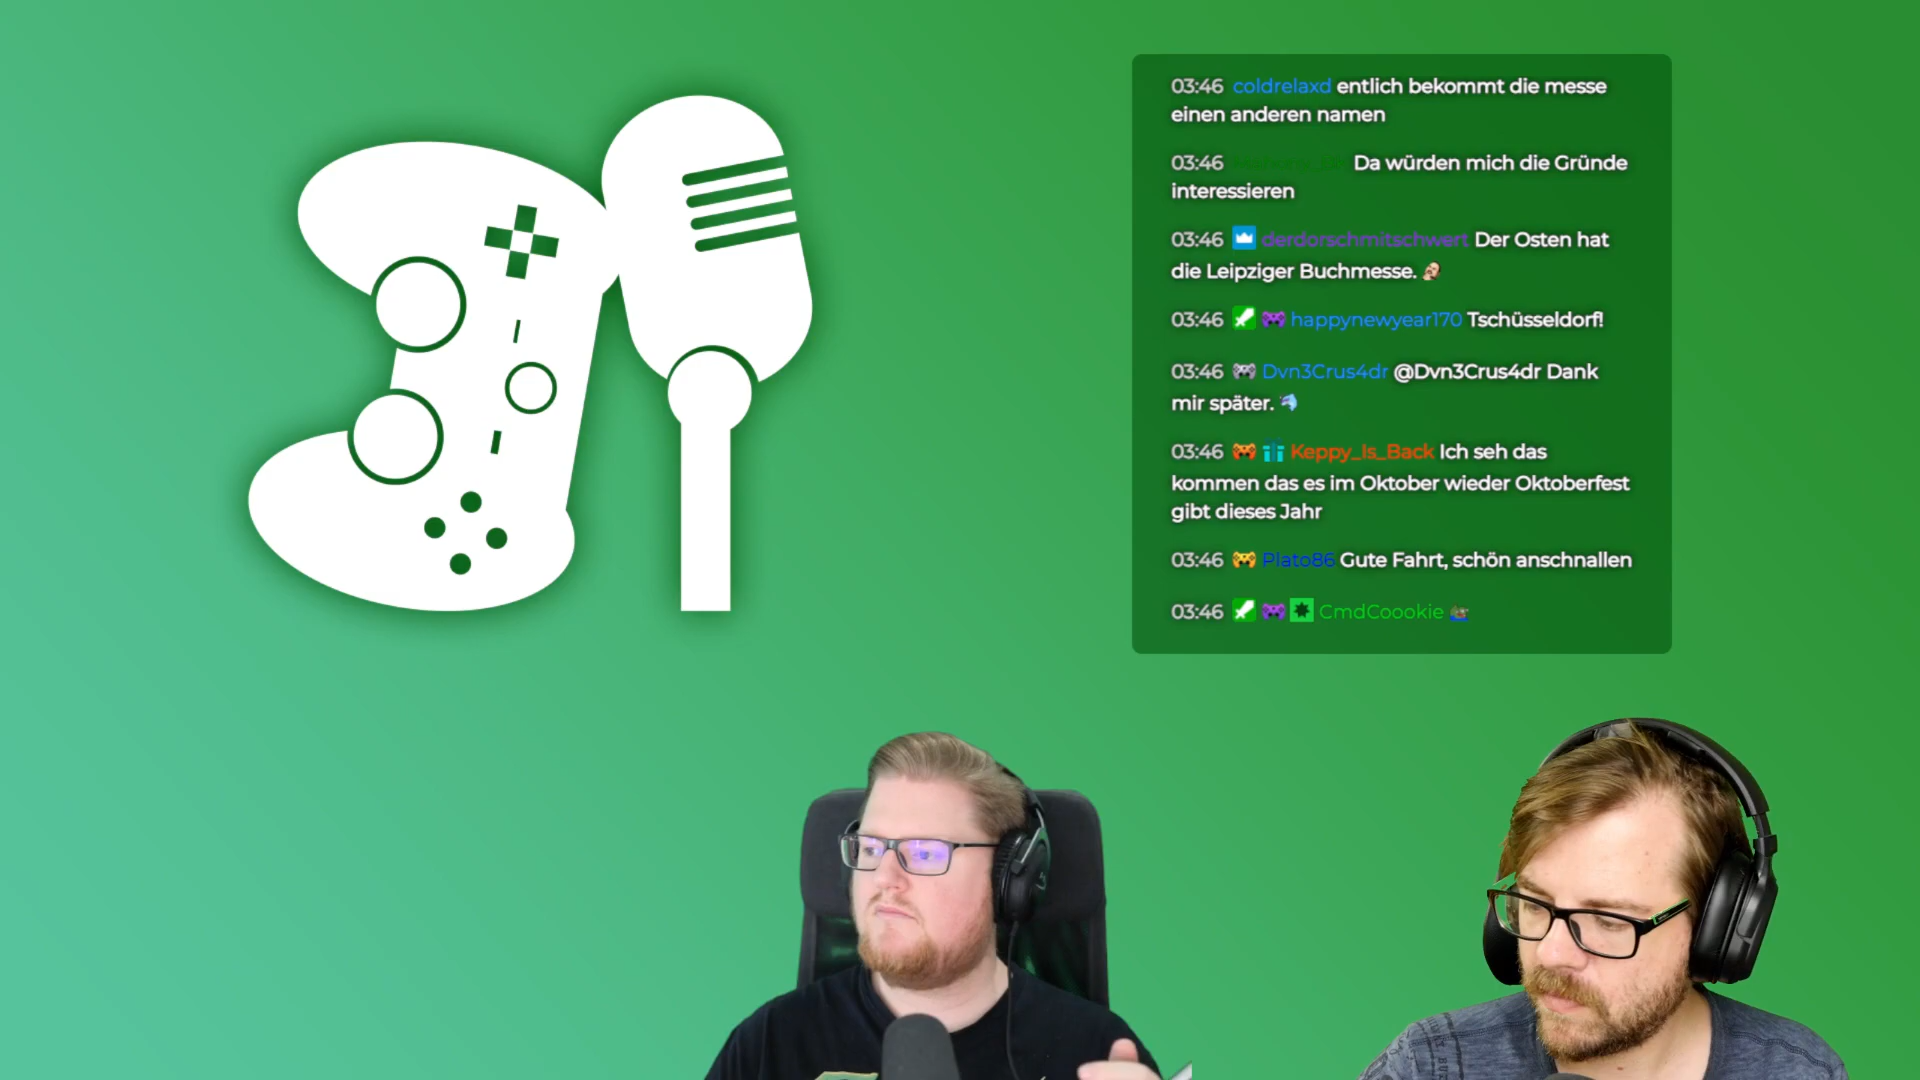 03:46 coldrelaxd entlich bekommt die messe
einen anderen namen
03:46 Da würden mich die Gründe
interessieren
03:46 derdorschmitschwert Der Osten hat
die Leipziger Buchmesse.
03:46 happynewyear170 Tschüsseldorf!
03:46 Dvn3Crus4dr @Dvn3Crus4dr Dank
mir später.
03:46 Keppy_Is_Back Ich seh das
kommen das es im Oktober wieder Oktoberfest
gibt dieses Jahr
03:46 Plato86 Gute Fahrt, schön anschnallen
03:46 CmdCoookie